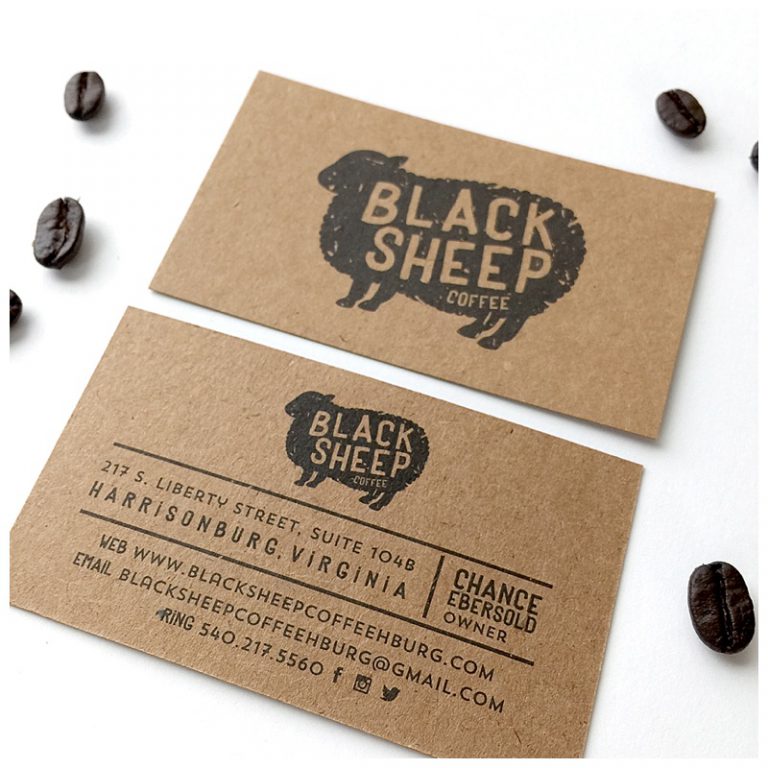 BLACK
SHEEP
COFFEE
BLACK
SHEEP
COFFEE
217 S. LIBERTY STREET, SUITE 104B
HARRiSONBURG, ViRGiNiA
CHANCE
EBERSOLD
OWNER
WEB WWW.BLACKSHEEPCOFFEEHBURG.COM
EMAIL BLACKSHEEPCOFFEEHBURG@GMAIL.COM
RiNG 540.217.5560